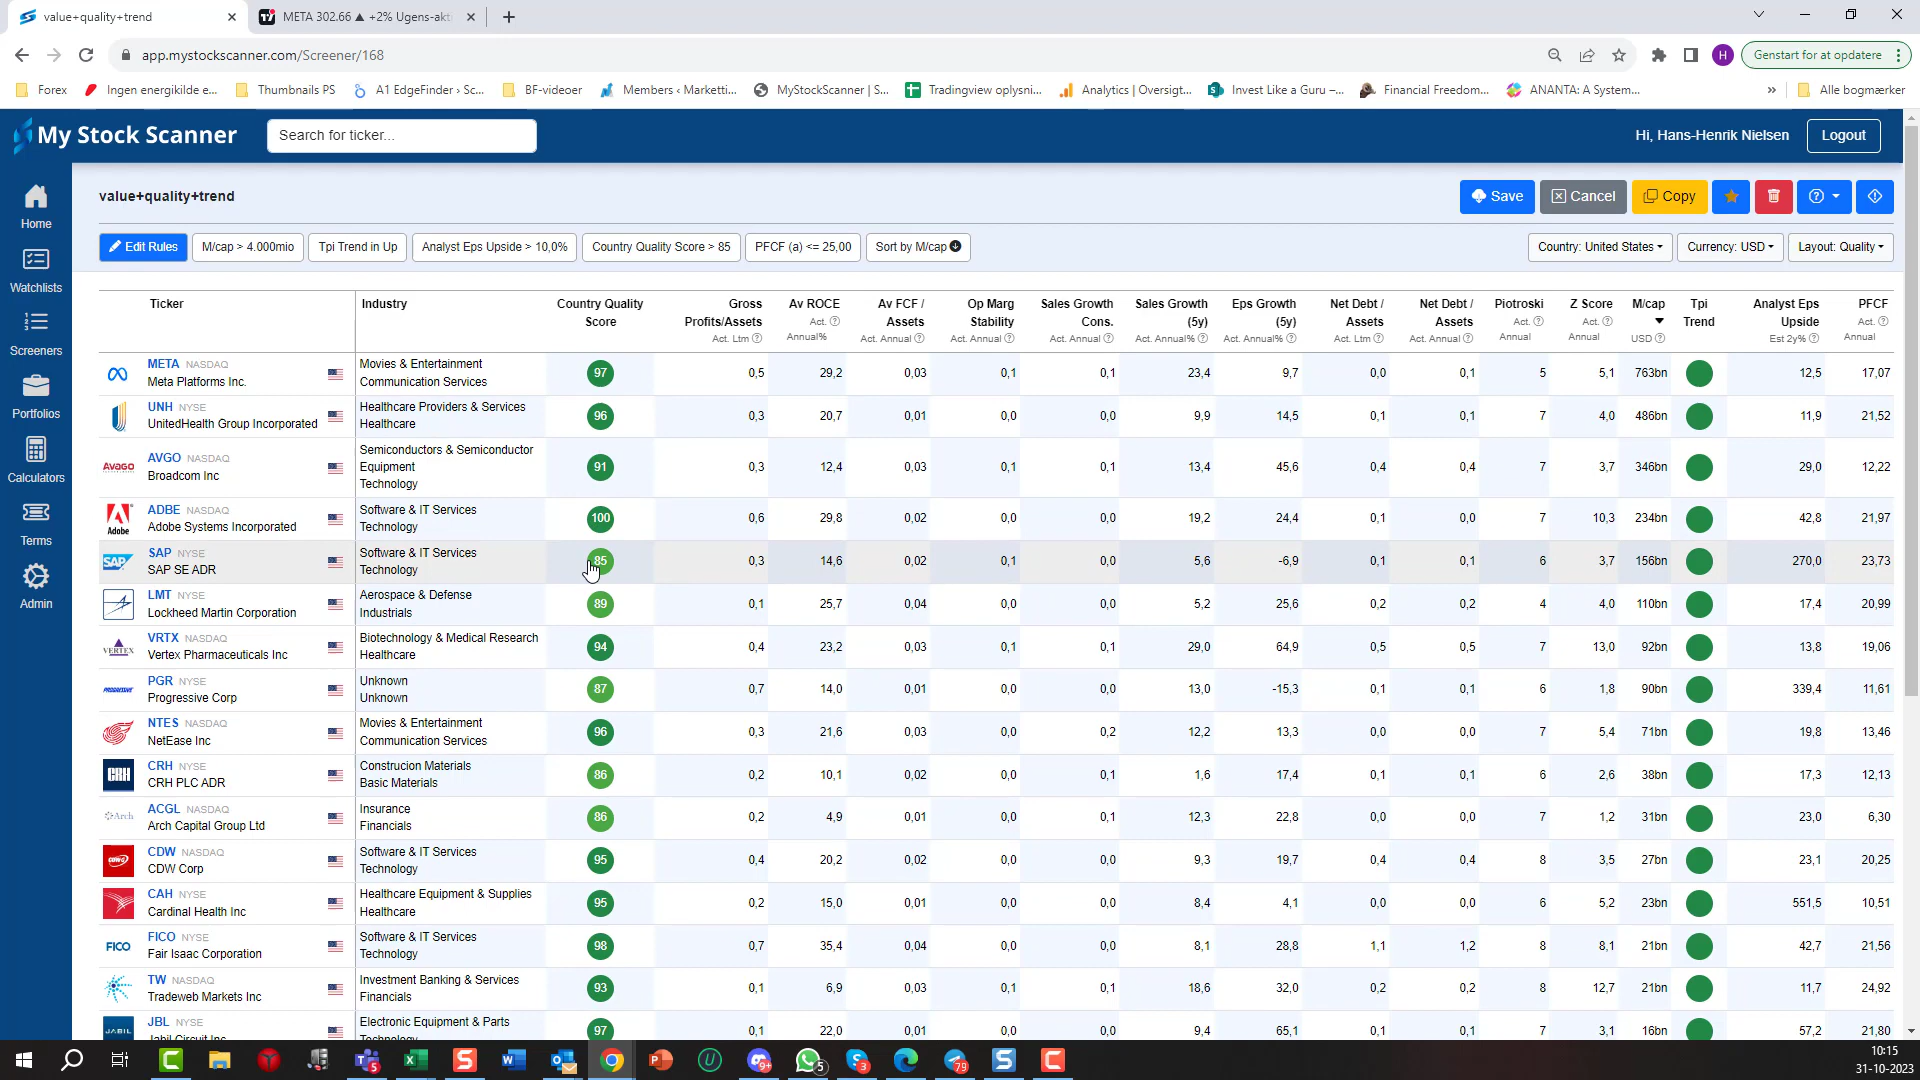 value+quality+trend
META 302.66 ▲ +2% Ugens-akti
app.mystockscanner.com/Screener/168
H
Genstart for at opdatere
Forex
Ingen energikilde e...
Thumbnails PS
A1 EdgeFinder › Sc...
BF-videoer
Members ‹ Marketti...
MyStockScanner | S...
Tradingview oplysni...
Analytics | Oversigt...
Invest Like a Guru –...
Financial Freedom...
ANANTA: A System...
»
Alle bogmærker
My Stock Scanner
Search for ticker...
Hi, Hans-Henrik Nielsen
Logout
Home
Watchlists
Screeners
Portfolios
Calculators
Terms
Admin
value+quality+trend
Save
Cancel
Copy
Edit Rules
M/cap > 4.000mio
Tpi Trend in Up
Analyst Eps Upside > 10,0%
Country Quality Score > 85
PFCF (a) <= 25,00
Sort by M/cap
Country: United States
Currency: USD
Layout: Quality
Ticker Industry Country Quality Score Gross Profits/Assets Act. Ltm Av ROCE Act. Annual% Av FCF / Assets Act. Annual Op Marg Stability Act. Annual Sales Growth Cons. Act. Annual Sales Growth (5y) Act. Annual% Eps Growth (5y) Act. Annual% Net Debt / Assets Act. Ltm Net Debt / Assets Act. Annual Piotroski Act. Annual Z Score Act. Annual M/cap USD Tpi Trend Analyst Eps Upside Est 2y% PFCF Act. Annual
META NASDAQ Meta Platforms Inc. Movies & Entertainment Communication Services 97 0,5 29,2 0,03 0,1 0,1 23,4 9,7 0,0 0,1 5 5,1 763bn 12,5 17,07
UNH NYSE UnitedHealth Group Incorporated Healthcare Providers & Services Healthcare 96 0,3 20,7 0,01 0,0 0,0 9,9 14,5 0,1 0,1 7 4,0 486bn 11,9 21,52
AVAGO AVGO NASDAQ Broadcom Inc Semiconductors & Semiconductor Equipment Technology 91 0,3 12,4 0,03 0,1 0,1 13,4 45,6 0,4 0,4 7 3,7 346bn 29,0 12,22
Adobe ADBE NASDAQ Adobe Systems Incorporated Software & IT Services Technology 100 0,6 29,8 0,02 0,0 0,0 19,2 24,4 0,1 0,0 7 10,3 234bn 42,8 21,97
SAP SAP NYSE SAP SE ADR Software & IT Services Technology 85 0,3 14,6 0,02 0,1 0,0 5,6 -6,9 0,1 0,1 6 3,7 156bn 270,0 23,73
LMT NYSE Lockheed Martin Corporation Aerospace & Defense Industrials 89 0,1 25,7 0,04 0,0 0,0 5,2 25,6 0,2 0,2 4 4,0 110bn 17,4 20,99
VERTEX VRTX NASDAQ Vertex Pharmaceuticals Inc Biotechnology & Medical Research Healthcare 94 0,4 23,2 0,03 0,1 0,1 29,0 64,9 0,5 0,5 7 13,0 92bn 13,8 19,06
PROGRESSIVE PGR NYSE Progressive Corp Unknown Unknown 87 0,7 14,0 0,01 0,0 0,0 13,0 -15,3 0,1 0,1 6 1,8 90bn 339,4 11,61
NTES NASDAQ NetEase Inc Movies & Entertainment Communication Services 96 0,3 21,6 0,03 0,0 0,2 12,2 13,3 0,0 0,0 7 5,4 71bn 19,8 13,46
CRH CRH NYSE CRH PLC ADR Construcion Materials Basic Materials 86 0,2 10,1 0,02 0,0 0,1 1,6 17,4 0,1 0,1 6 2,6 38bn 17,3 12,13
Arch ACGL NASDAQ Arch Capital Group Ltd Insurance Financials 86 0,2 4,9 0,01 0,0 0,1 12,3 22,8 0,0 0,0 7 1,2 31bn 23,0 6,30
CDW CDW NASDAQ CDW Corp Software & IT Services Technology 95 0,4 20,2 0,02 0,0 0,0 9,3 19,7 0,4 0,4 8 3,5 27bn 23,1 20,25
CAH NYSE Cardinal Health Inc Healthcare Equipment & Supplies Healthcare 95 0,2 15,0 0,01 0,0 0,0 8,4 4,1 0,0 0,0 6 5,2 23bn 551,5 10,51
FICO FICO NYSE Fair Isaac Corporation Software & IT Services Technology 98 0,7 35,4 0,04 0,0 0,0 8,1 28,8 1,1 1,2 8 8,1 21bn 42,7 21,56
TW NASDAQ Tradeweb Markets Inc Investment Banking & Services Financials 93 0,1 6,9 0,03 0,1 0,1 18,6 32,0 0,2 0,2 8 12,7 21bn 11,7 24,92
JABIL JBL NYSE Jabil Circuit Inc Electronic Equipment & Parts Technology 97 0,1 22,0 0,01 0,0 0,0 9,4 65,1 0,1 0,1 7 3,1 16bn 57,2 21,80
5
9+
5
3
79
10:15
31-10-2023